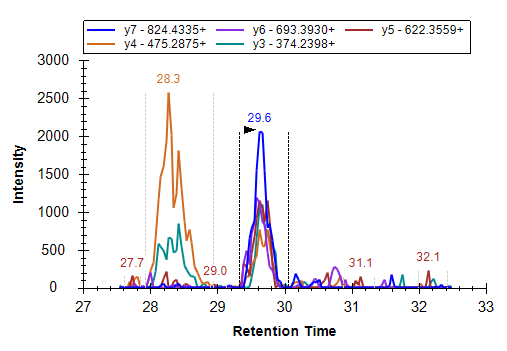 y7 - 824.4335+ y6 - 693.3930+ y5 - 622.3559+
y4 - 475.2875+ y3 - 374.2398+
3000
2500
2000
1500
1000
500
0
Intensity
28.3
29.6
27.7
29.0
31.1
32.1
27 28 29 30 31 32 33
Retention Time